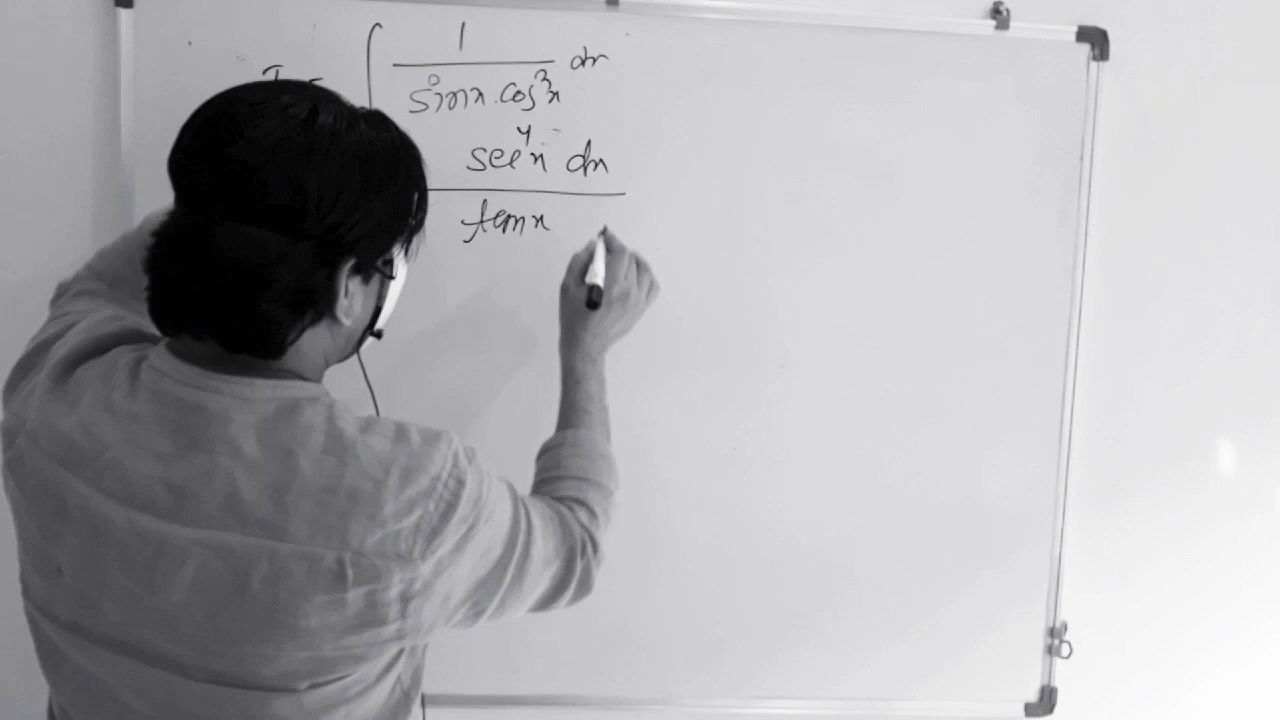 I = ∫ 1
sinx.cos³x dx
sec⁴x dx
tanx